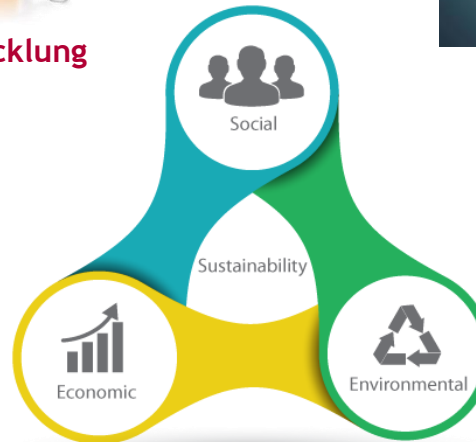 cklung
Social
Sustainability
Economic
Environmental